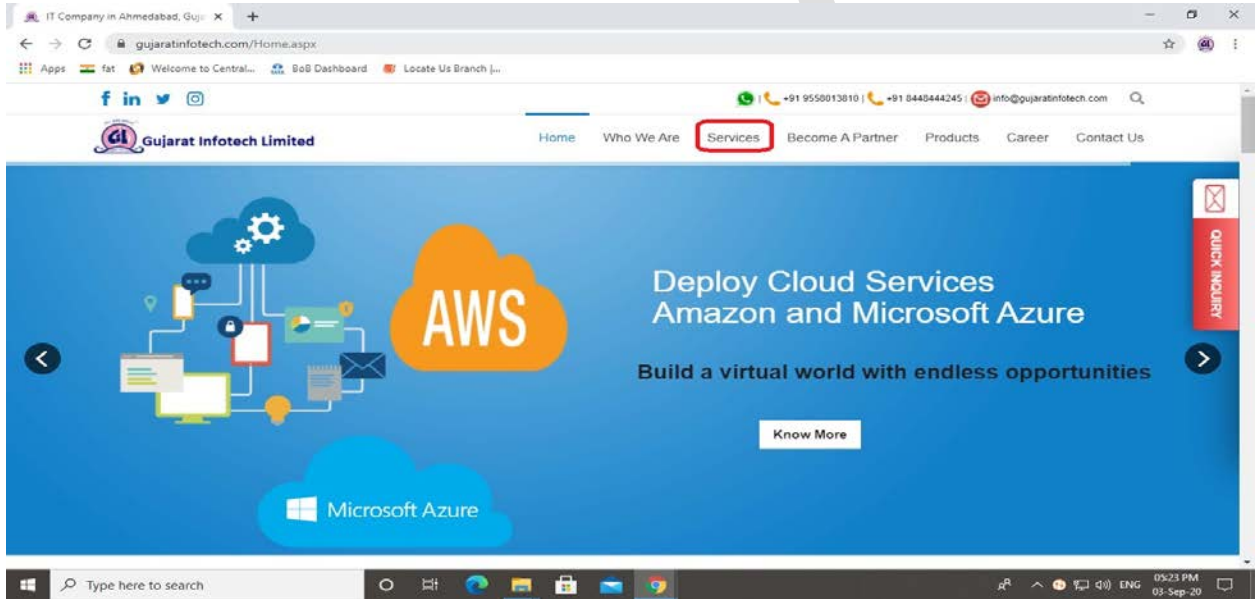 IT Company in Ahmedabad, Guj
gujaratinfotech.com/Home.aspx
Apps fat Welcome to Central... BoB Dashboard Locate Us Branch |...
f in +91 9558013810 | +91 8448444245 | info@gujaratinfotech.com
GI Gujarat Infotech Limited Home Who We Are Services Become A Partner Products Career Contact Us
QUICK INQUIRY
AWS
Deploy Cloud Services
Amazon and Microsoft Azure
Build a virtual world with endless opportunities
Know More
Microsoft Azure
Type here to search ENG 05:23 PM
03-Sep-20